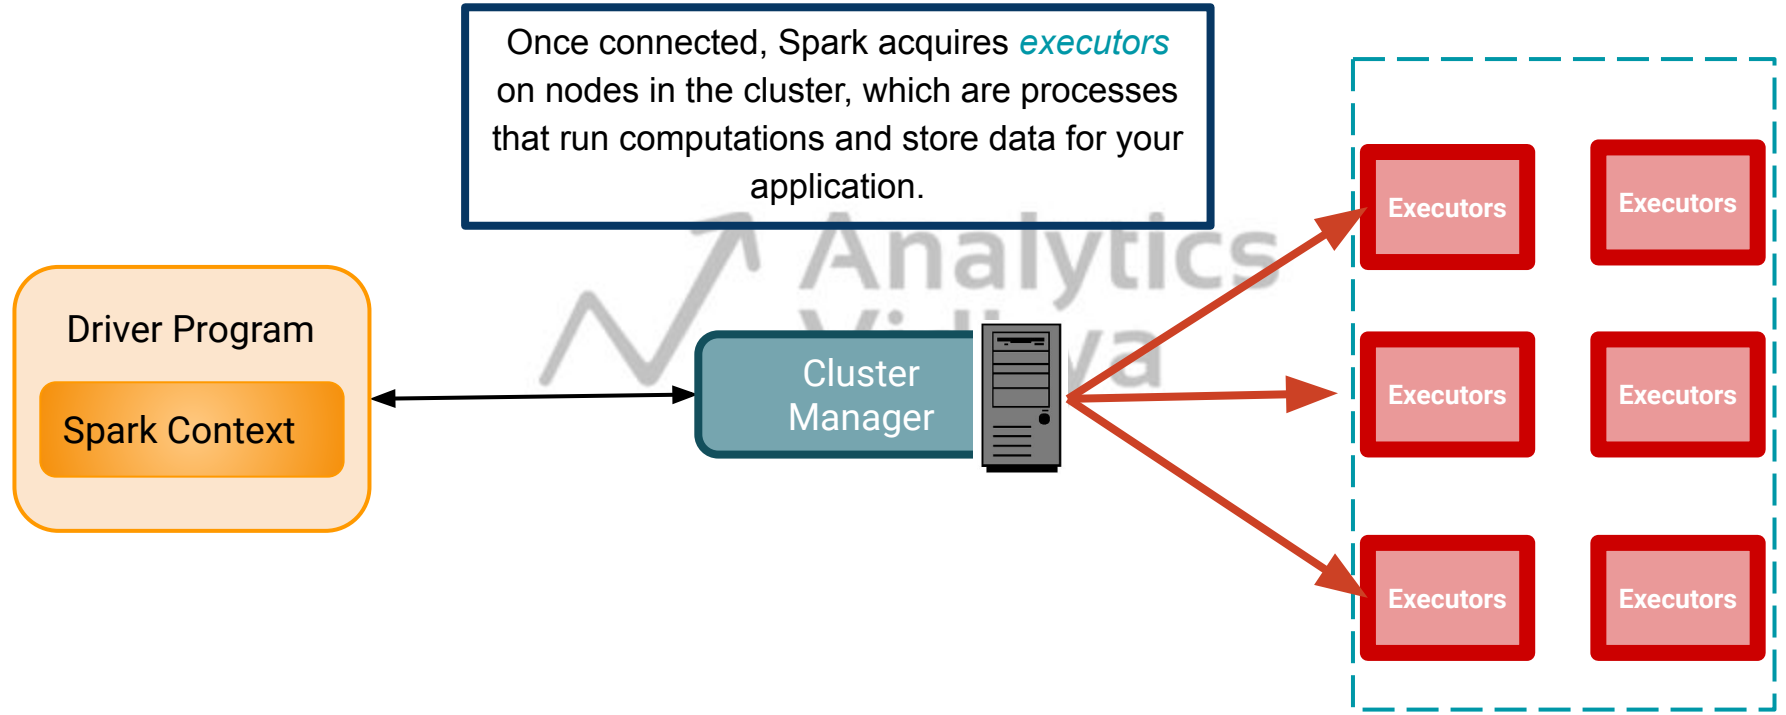 Once connected, Spark acquires executors
on nodes in the cluster, which are processes
that run computations and store data for your
application.
Analytics
Driver Program
Spark Context
Cluster
Manager
Executors
Executors
Executors
Executors
Executors
Executors